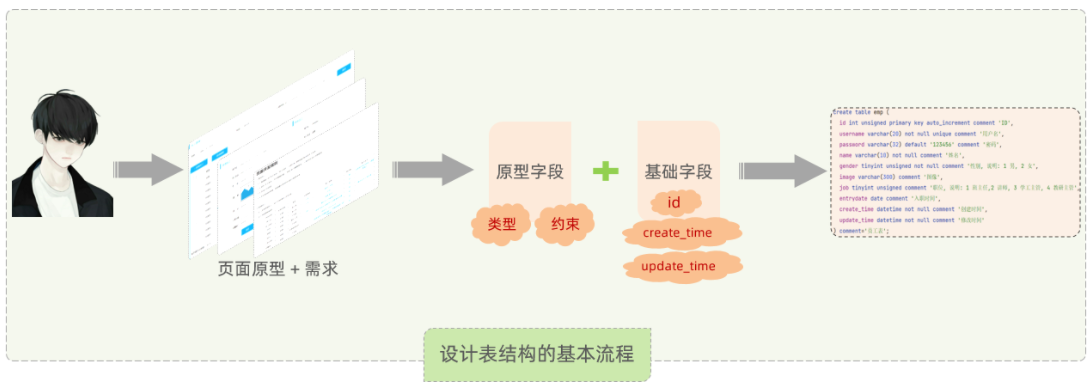 页面原型 + 需求
原型字段
类型
约束
基础字段
id
create_time
update_time
Create table emp (
id int unsigned primary key auto_increment comment 'ID',
username varchar(20) not null unique comment '用户名',
password varchar(32) default '123456' comment '密码',
name varchar(10) not null comment '姓名',
gender tinyint unsigned not null comment '性别, 说明: 1 男, 2 女',
image varchar(300) comment '图像',
job tinyint unsigned comment '职位, 说明: 1 班主任,2 讲师, 3 学工主管, 4 教研主管',
entrydate date comment '入职时间',
create_time datetime not null comment '创建时间',
update_time datetime not null comment '修改时间'
) comment='员工表';
设计表结构的基本流程